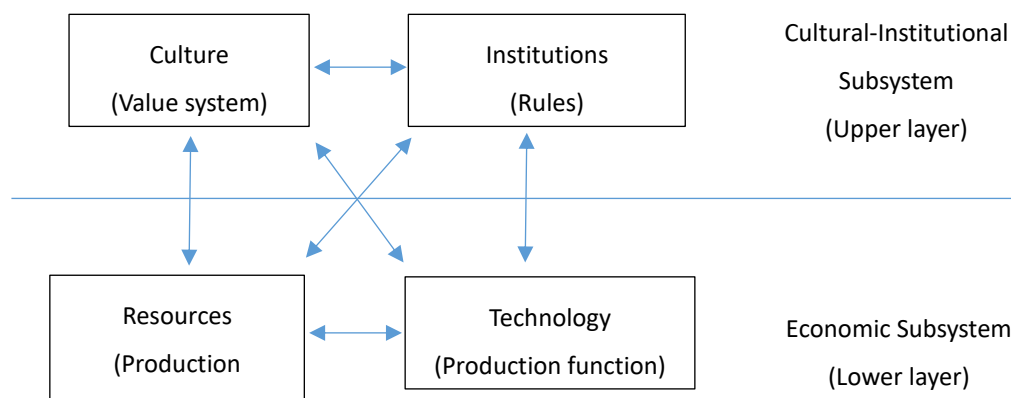 Culture
(Value system)
Institutions
(Rules)
Cultural-Institutional
Subsystem
(Upper layer)
Resources
(Production
Technology
(Production function)
Economic Subsystem
(Lower layer)